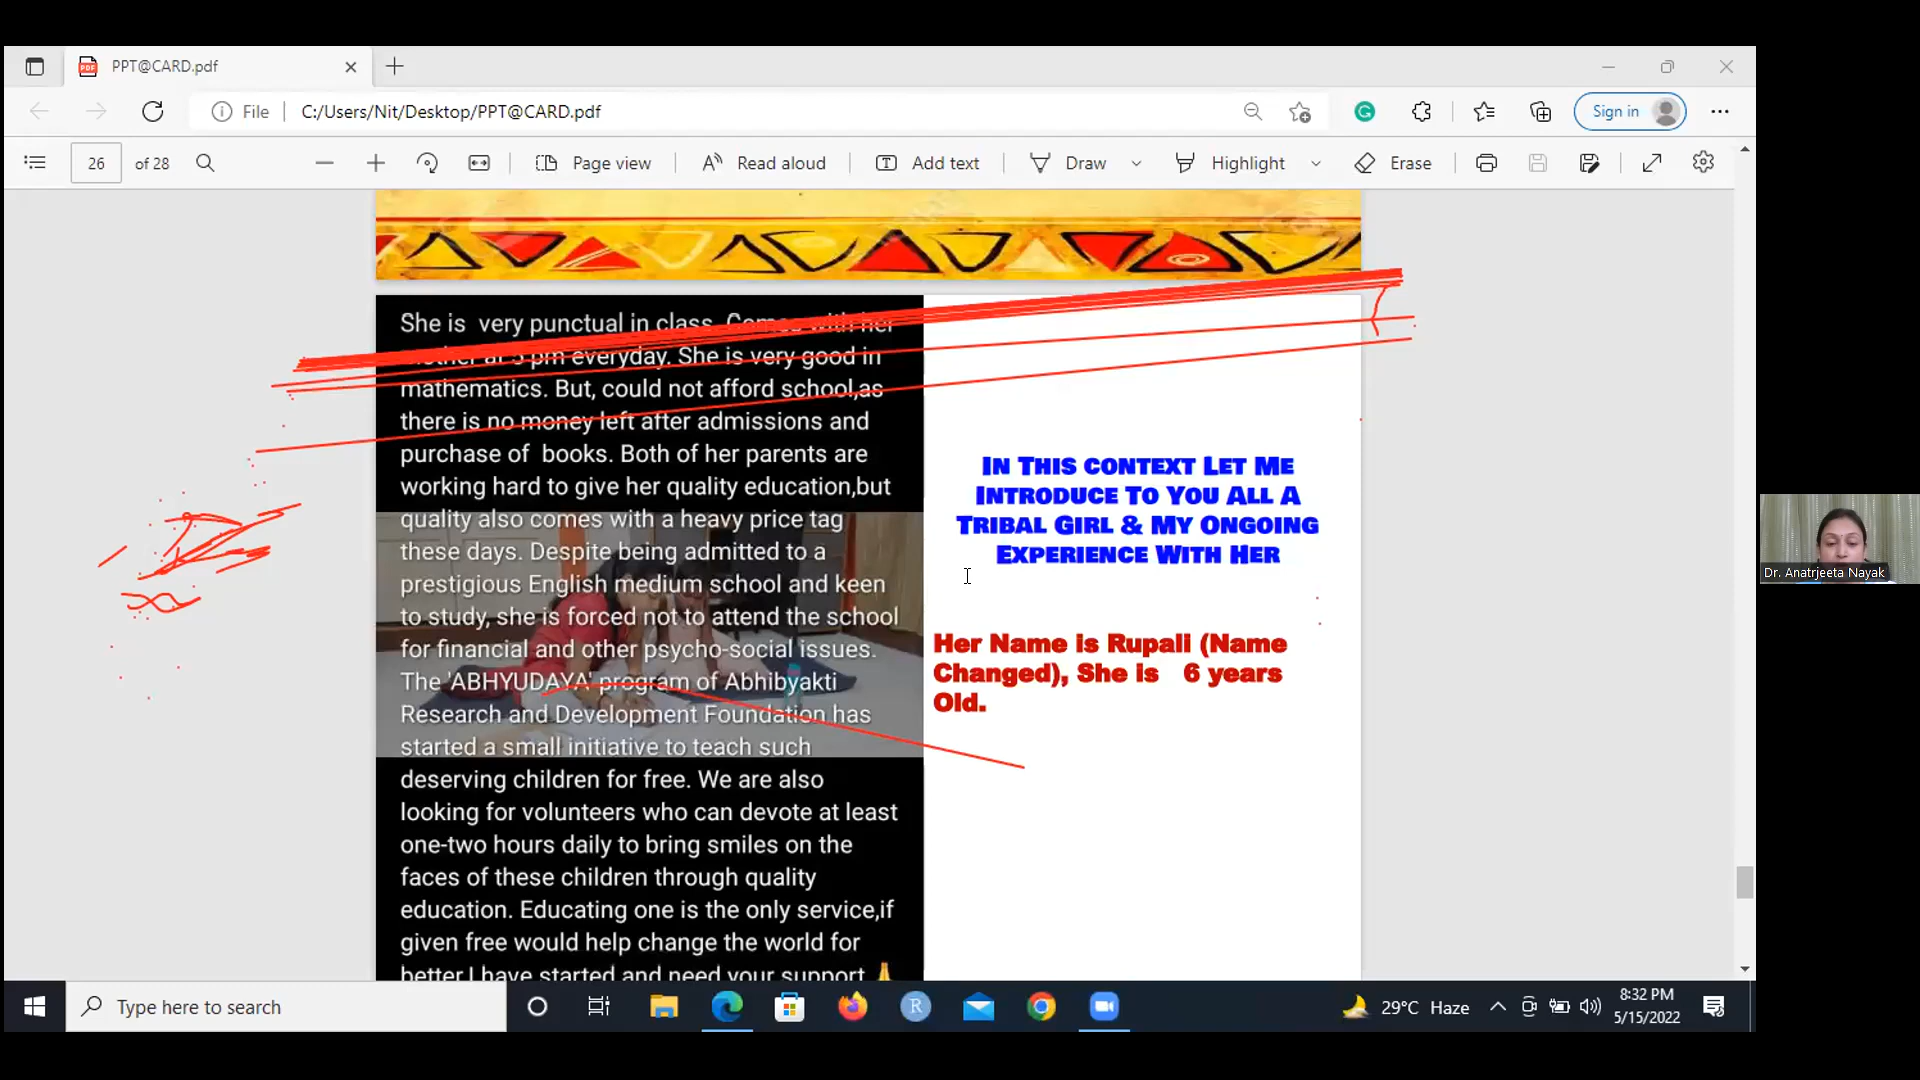 PPT@CARD.pdf
File C:/Users/Nit/Desktop/PPT@CARD.pdf
Sign in
26 of 28
Page view
Read aloud
Add text
Draw
Highlight
Erase
She is very punctual in class. Comes with her
mother at 5 pm everyday. She is very good in
mathematics. But, could not afford school,as
there is no money left after admissions and
purchase of books. Both of her parents are
working hard to give her quality education,but
quality also comes with a heavy price tag
these days. Despite being admitted to a
prestigious English medium school and keen
to study, she is forced not to attend the school
for financial and other psycho-social issues.
The 'ABHYUDAYA' program of Abhibyakti
Research and Development Foundation has
started a small initiative to teach such
deserving children for free. We are also
looking for volunteers who can devote at least
one-two hours daily to bring smiles on the
faces of these children through quality
education. Educating one is the only service,if
given free would help change the world for
better.I have started and need your support
In This context Let Me
Introduce To You All A
Tribal Girl & My Ongoing
Experience With Her
Her Name is Rupali (Name
Changed), She is 6 years
Old.
Dr. Anatrjeeta Nayak
Type here to search
29°C Haze
8:32 PM
5/15/2022